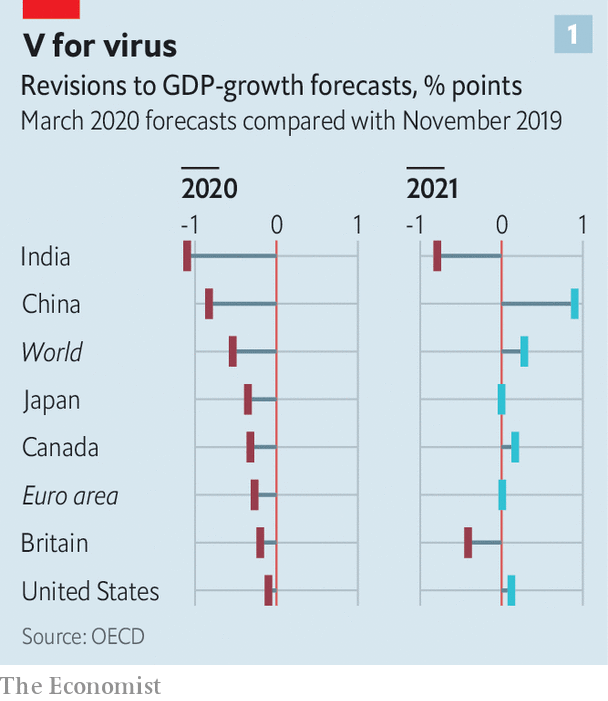 1
V for virus
Revisions to GDP-growth forecasts, % points
March 2020 forecasts compared with November 2019
2020 2021
-1 0 1 -1 0 1
India
China
World
Japan
Canada
Euro area
Britain
United States
Source: OECD
The Economist